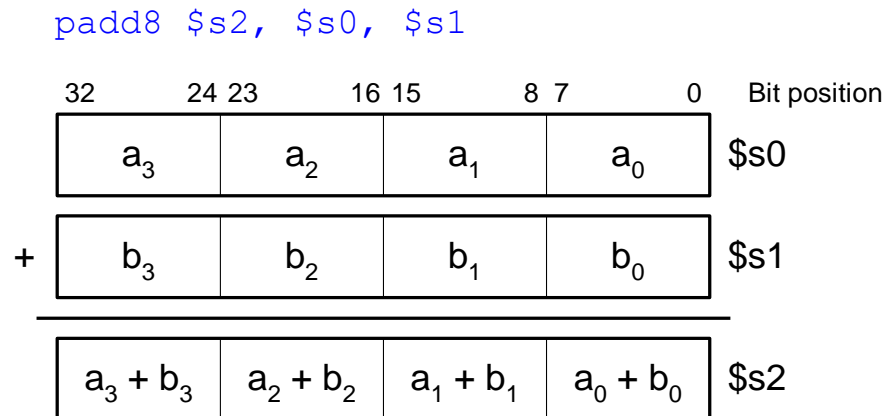 padd8 $s2, $s0, $s1
32 24 23 16 15 8 7 0 Bit position
a₃ a₂ a₁ a₀ $s0
+ b₃ b₂ b₁ b₀ $s1
a₃ + b₃ a₂ + b₂ a₁ + b₁ a₀ + b₀ $s2